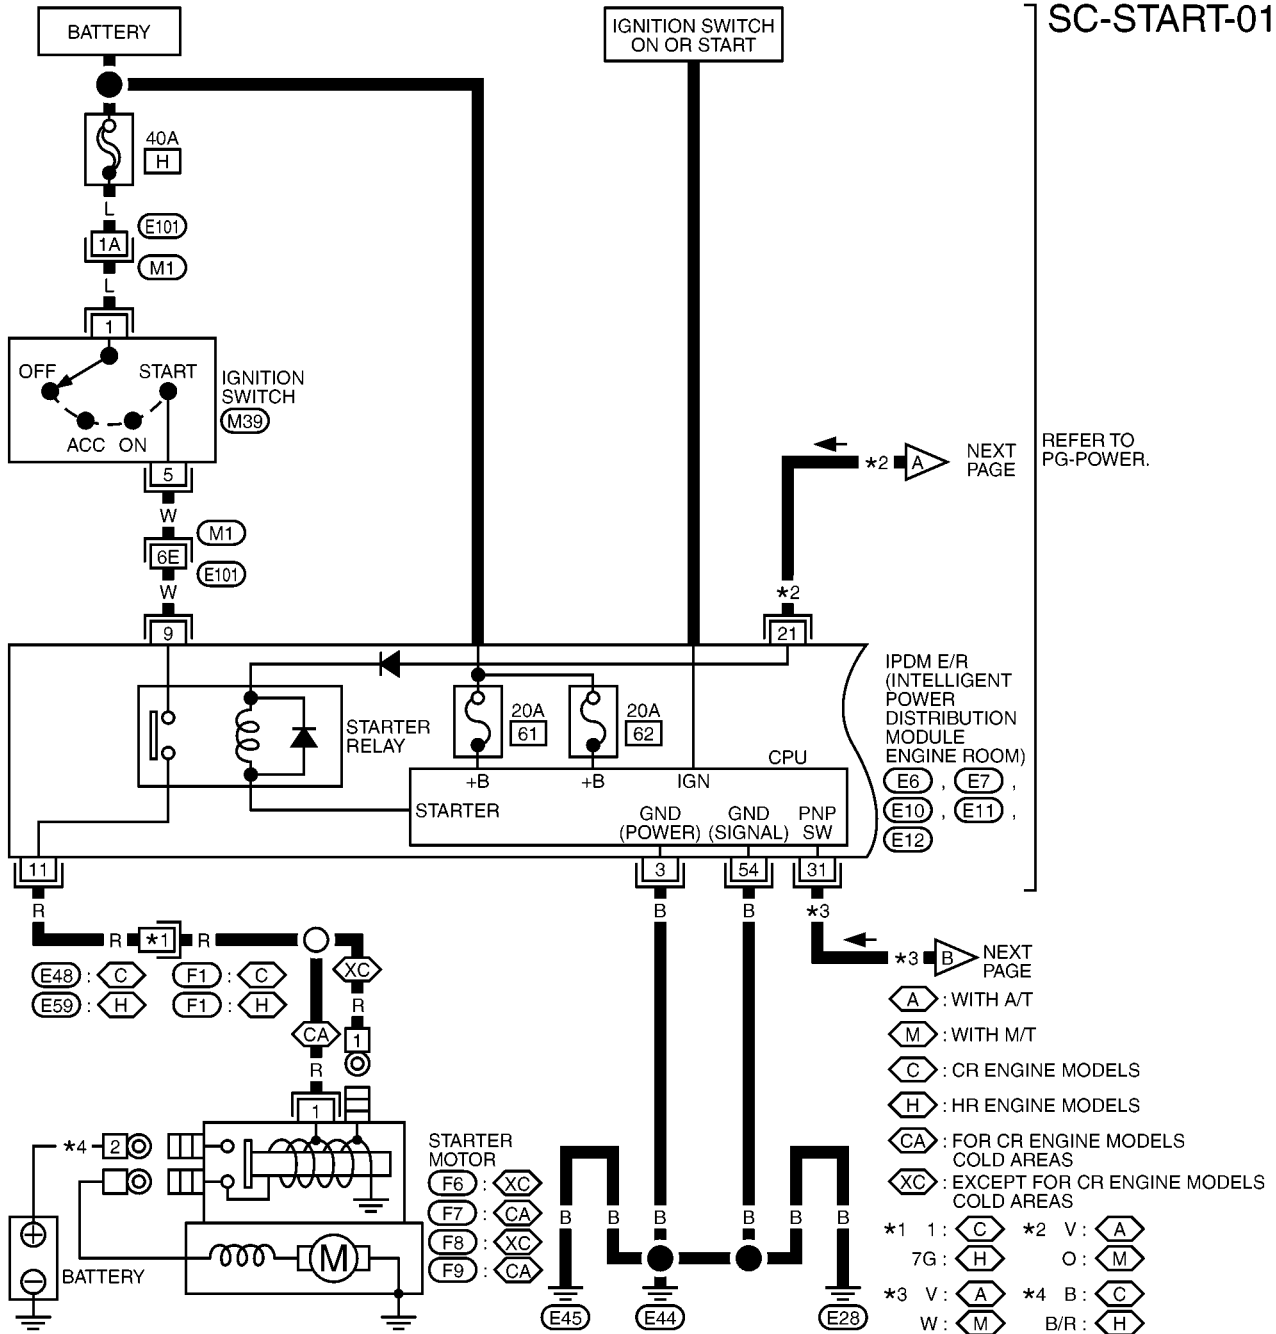 SC-START-01
BATTERY
IGNITION SWITCH
ON OR START
40A
H
L
E101
1A
M1
L
1
OFF
START
ACC ON
IGNITION
SWITCH
M39
5
W
M1
6E
E101
W
9
*2
A
NEXT
PAGE
REFER TO
PG-POWER.
*2
21
IPDM E/R
(INTELLIGENT
POWER
DISTRIBUTION
MODULE
ENGINE ROOM)
E6 , E7 ,
E10 , E11 ,
E12
STARTER
RELAY
20A
61
20A
62
CPU
+B
+B
IGN
STARTER
GND
(POWER)
GND
(SIGNAL)
PNP
SW
11
3
54
31
R
B
B
*3
R
*1
R
XC
*3
B
NEXT
PAGE
E48 : C
F1 : C
E59 : H
F1 : H
R
CA
1
R
1
A : WITH A/T
M : WITH M/T
C : CR ENGINE MODELS
H : HR ENGINE MODELS
CA : FOR CR ENGINE MODELS
COLD AREAS
XC : EXCEPT FOR CR ENGINE MODELS
COLD AREAS
*4
2
STARTER
MOTOR
F6 : XC
F7 : CA
F8 : XC
F9 : CA
M
+
−
BATTERY
B
B
B
B
B
B
E45
E44
E28
*1 1 : C
*2 V : A
7G : H
O : M
*3 V : A
*4 B : C
W : M
B/R : H